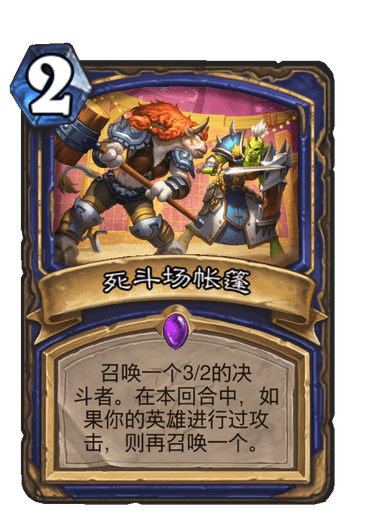 2
死斗场帐篷
召唤一个3/2的决
斗者。在本回合中，如
果你的英雄进行过攻
击，则再召唤一个。